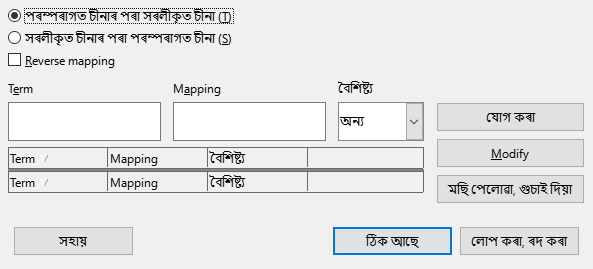 পৰম্পৰাগত চীনাৰ পৰা সৰলীকৃত চীনা (T)
সৰলীকৃত চীনাৰ পৰা পৰম্পৰাগত চীনা (S)
Reverse mapping
Term Mapping বৈশিষ্ট্য
অন্য যোগ কৰা
Term / Mapping বৈশিষ্ট্য Modify
Term / Mapping বৈশিষ্ট্য মছি পেলোৱা, গুচাই দিয়া
সহায় ঠিক আছে লোপ কৰা, ৰদ কৰা